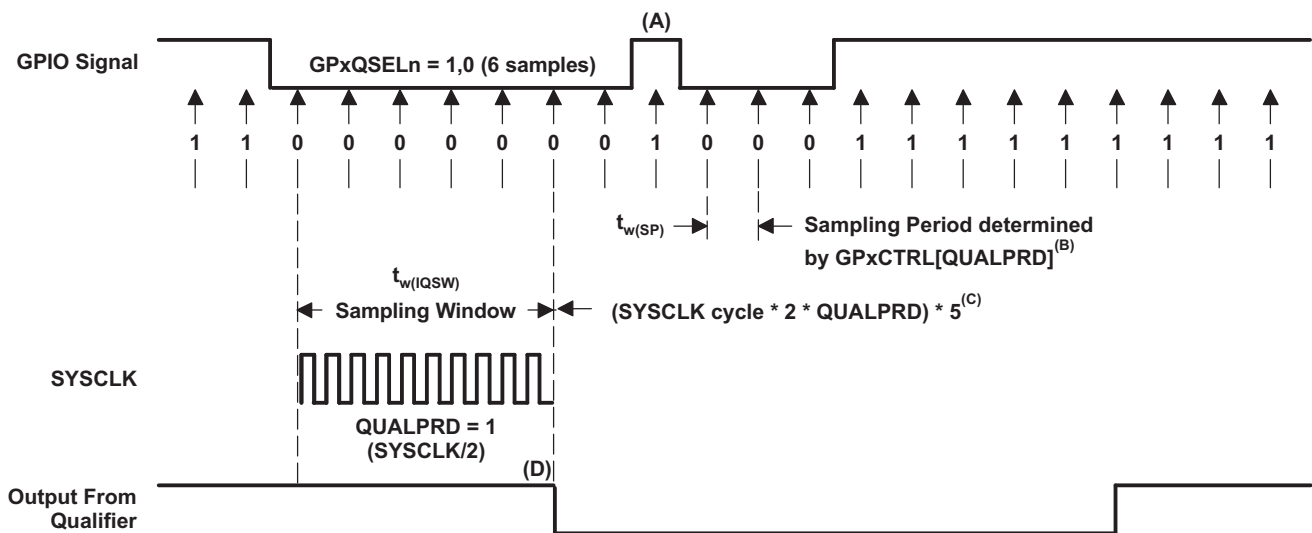 (A)
GPIO Signal
GPxQSELn = 1,0 (6 samples)
1 1 0 0 0 0 0 0 0 1 0 0 0 1 1 1 1 1 1 1 1 1
tw(SP)
Sampling Period determined
by GPxCTRL[QUALPRD](B)
tw(IQSW)
Sampling Window
(SYSCLK cycle * 2 * QUALPRD) * 5(C)
SYSCLK
QUALPRD = 1
(SYSCLK/2)
(D)
Output From
Qualifier